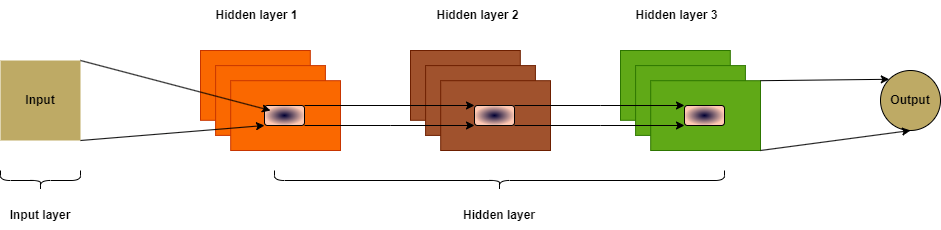 Hidden layer 1
Hidden layer 2
Hidden layer 3
Input
Output
Input layer
Hidden layer